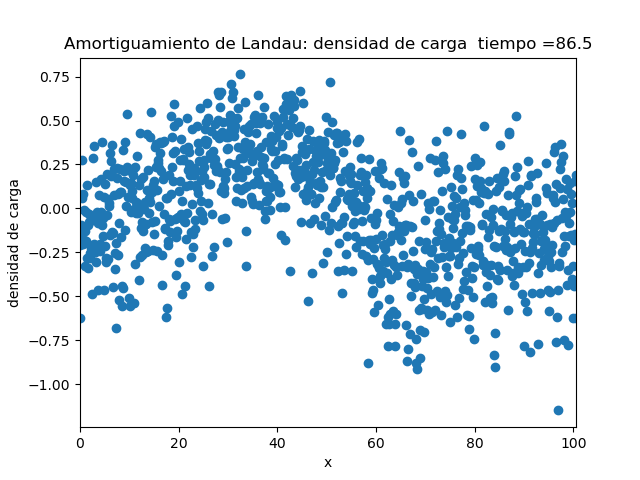 Amortiguamiento de Landau: densidad de carga  tiempo =86.5
0.75
0.50
0.25
0.00
−0.25
−0.50
−0.75
−1.00
densidad de carga
0 20 40 60 80 100
x